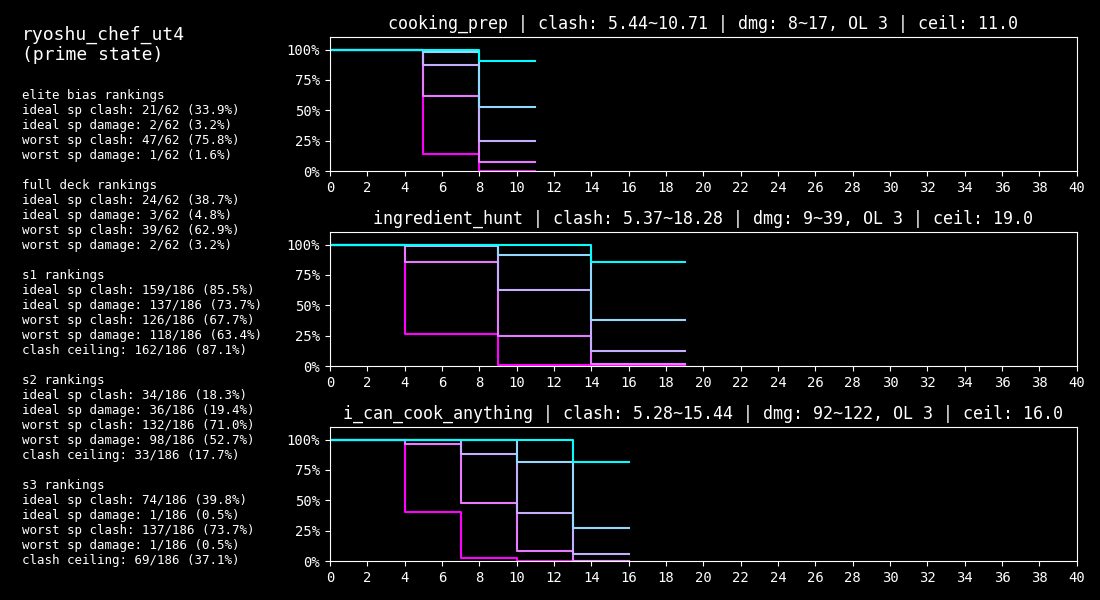 ryoshu_chef_ut4
(prime state)
elite bias rankings
ideal sp clash: 21/62 (33.9%)
ideal sp damage: 2/62 (3.2%)
worst sp clash: 47/62 (75.8%)
worst sp damage: 1/62 (1.6%)
full deck rankings
ideal sp clash: 24/62 (38.7%)
ideal sp damage: 3/62 (4.8%)
worst sp clash: 39/62 (62.9%)
worst sp damage: 2/62 (3.2%)
s1 rankings
ideal sp clash: 159/186 (85.5%)
ideal sp damage: 137/186 (73.7%)
worst sp clash: 126/186 (67.7%)
worst sp damage: 118/186 (63.4%)
clash ceiling: 162/186 (87.1%)
s2 rankings
ideal sp clash: 34/186 (18.3%)
ideal sp damage: 36/186 (19.4%)
worst sp clash: 132/186 (71.0%)
worst sp damage: 98/186 (52.7%)
clash ceiling: 33/186 (17.7%)
s3 rankings
ideal sp clash: 74/186 (39.8%)
ideal sp damage: 1/186 (0.5%)
worst sp clash: 137/186 (73.7%)
worst sp damage: 1/186 (0.5%)
clash ceiling: 69/186 (37.1%)
cooking_prep | clash: 5.44~10.71 | dmg: 8~17, OL 3 | ceil: 11.0
100%
75%
50%
25%
0%
0 2 4 6 8 10 12 14 16 18 20 22 24 26 28 30 32 34 36 38 40
ingredient_hunt | clash: 5.37~18.28 | dmg: 9~39, OL 3 | ceil: 19.0
100%
75%
50%
25%
0%
0 2 4 6 8 10 12 14 16 18 20 22 24 26 28 30 32 34 36 38 40
i_can_cook_anything | clash: 5.28~15.44 | dmg: 92~122, OL 3 | ceil: 16.0
100%
75%
50%
25%
0%
0 2 4 6 8 10 12 14 16 18 20 22 24 26 28 30 32 34 36 38 40